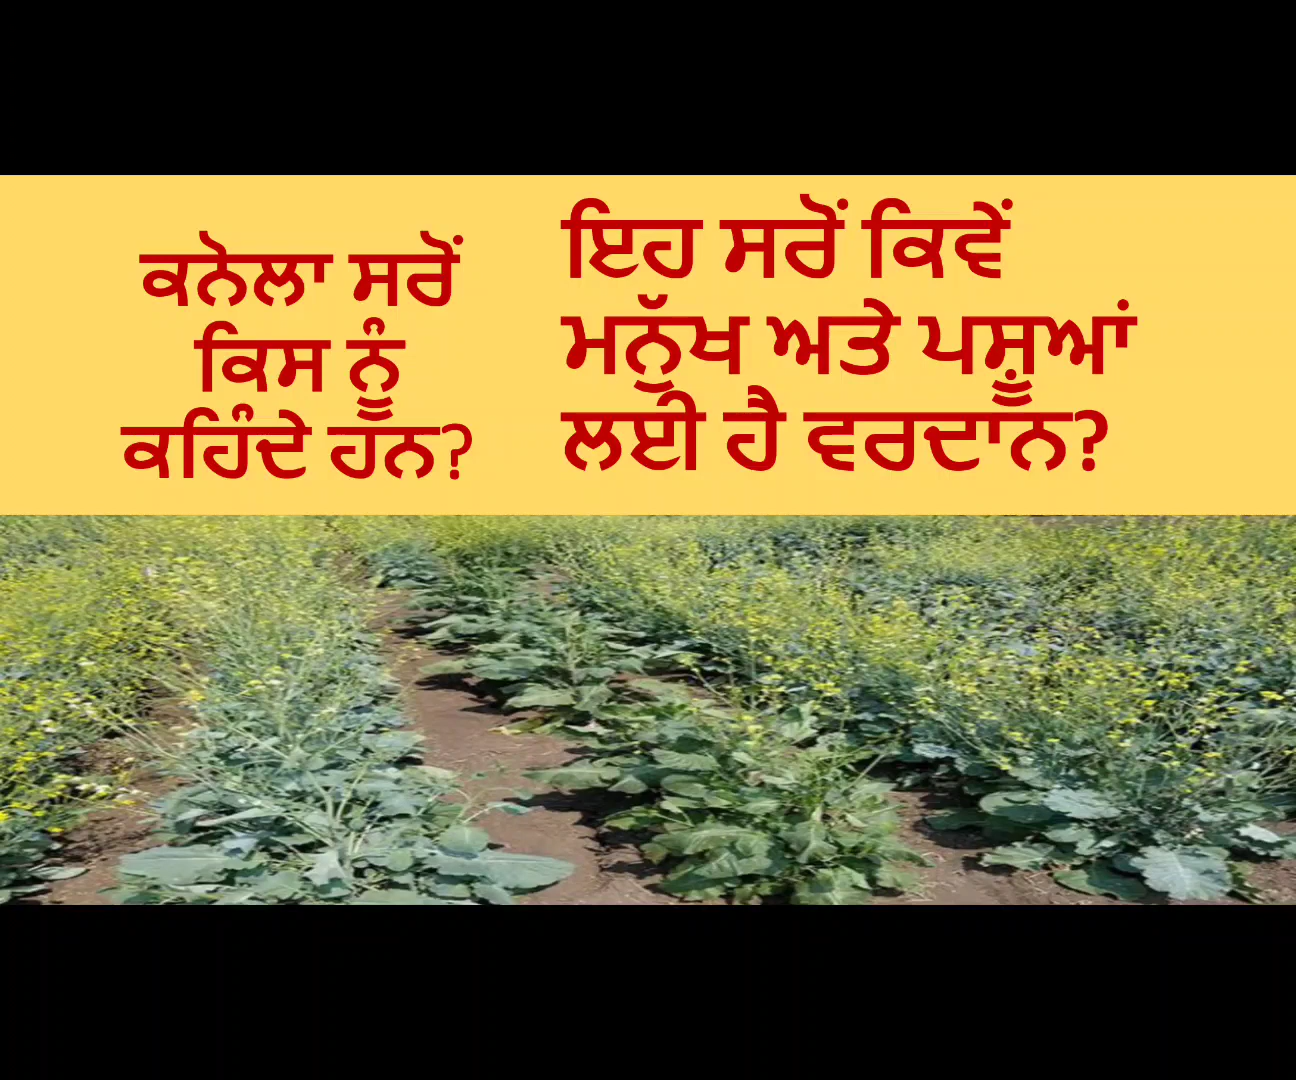 ਕਨੋਲਾ ਸਰੋਂ
ਕਿਸ ਨੂੰ
ਕਹਿੰਦੇ ਹਨ?
ਇਹ ਸਰੋਂ ਕਿਵੇਂ
ਮਨੁੱਖ ਅਤੇ ਪਸ਼ੂਆਂ
ਲਈ ਹੈ ਵਰਦਾਨ?